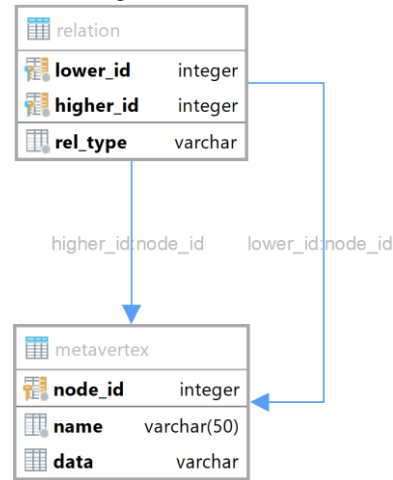 relation
lower_id integer
higher_id integer
rel_type varchar
higher_id:node_id lower_id:node_id
metavertex
node_id integer
name varchar(50)
data varchar